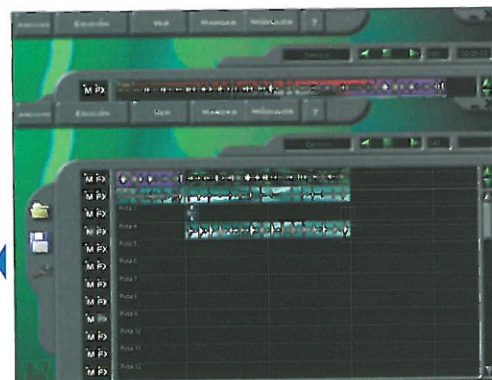 ARCHIVO EDICIÓN VER MARCAS MÓDULOS ?
Ejercicio
M FX
ARCHIVO EDICIÓN VER MARCAS MÓDULOS ?
Ejercicio
M FX
M FX
M FX Pista 3
M FX Pista 4
M FX Pista 5
M FX Pista 6
M FX Pista 7
M FX Pista 8
M FX Pista 9
M FX Pista 10
M FX Pista 11
M FX Pista 12